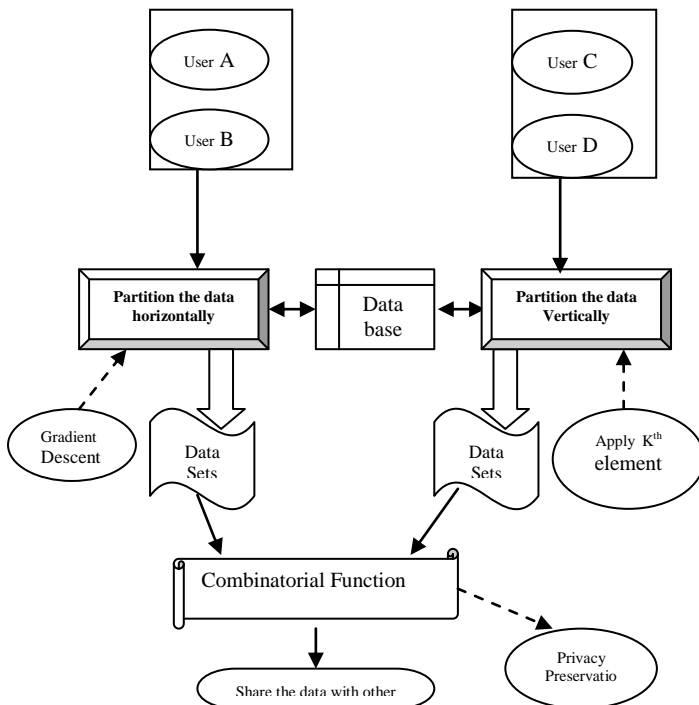 User A
User C
User B
User D
Partition the data
horizontally
Data
base
Partition the data
Vertically
Gradient
Descent
Data
Sets
Data
Sets
Apply Kth
element
Combinatorial Function
Privacy
Preservatio
Share the data with other